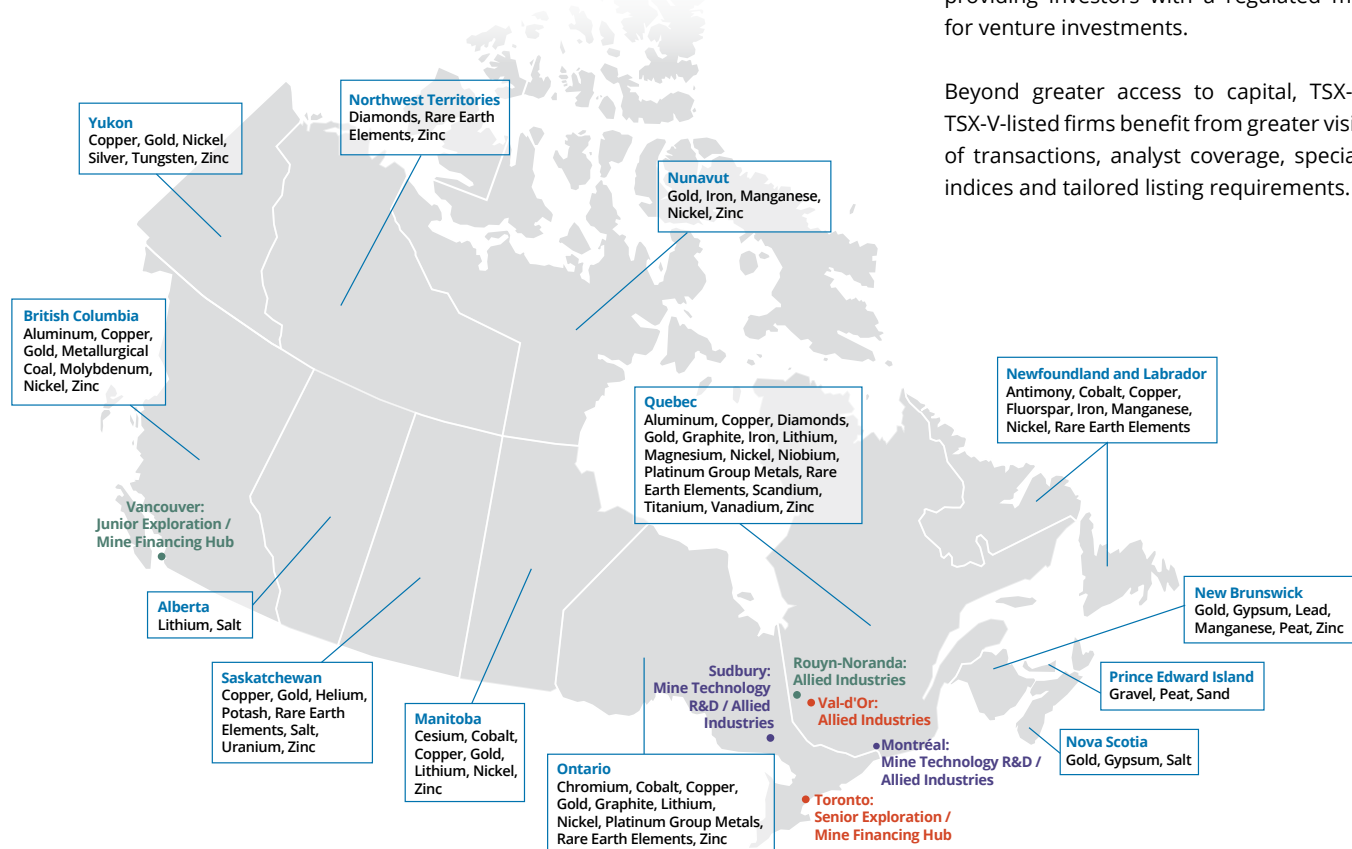 for venture investments.
Beyond greater access to capital, TSX-
TSX-V-listed firms benefit from greater
of transactions, analyst coverage,
indices and tailored listing requirements.
Yukon
Copper, Gold, Nickel,
Silver, Tungsten, Zinc
Northwest Territories
Diamonds, Rare Earth
Elements, Zinc
Nunavut
Gold, Iron, Manganese,
Nickel, Zinc
British Columbia
Aluminum, Copper,
Gold, Metallurgical
Coal, Molybdenum,
Nickel, Zinc
Newfoundland and Labrador
Antimony, Cobalt, Copper,
Fluorspar, Iron, Manganese,
Nickel, Rare Earth Elements
Quebec
Aluminum, Copper, Diamonds,
Gold, Graphite, Iron, Lithium,
Magnesium, Nickel, Niobium,
Platinum Group Metals, Rare
Earth Elements, Scandium,
Titanium, Vanadium, Zinc
Vancouver:
Junior Exploration /
Mine Financing Hub
Alberta
Lithium, Salt
New Brunswick
Gold, Gypsum, Lead,
Manganese, Peat, Zinc
Saskatchewan
Copper, Gold, Helium,
Potash, Rare Earth
Elements, Salt,
Uranium, Zinc
Manitoba
Cesium, Cobalt,
Copper, Gold,
Lithium, Nickel,
Zinc
Sudbury:
Mine Technology
R&D / Allied
Industries
Rouyn-Noranda:
Allied Industries
Val-d'Or:
Allied Industries
Prince Edward Island
Gravel, Peat, Sand
Montréal:
Mine Technology R&D /
Allied Industries
Nova Scotia
Gold, Gypsum, Salt
Ontario
Chromium, Cobalt, Copper,
Gold, Graphite, Lithium,
Nickel, Platinum Group Metals,
Rare Earth Elements, Zinc
Toronto:
Senior Exploration /
Mine Financing Hub